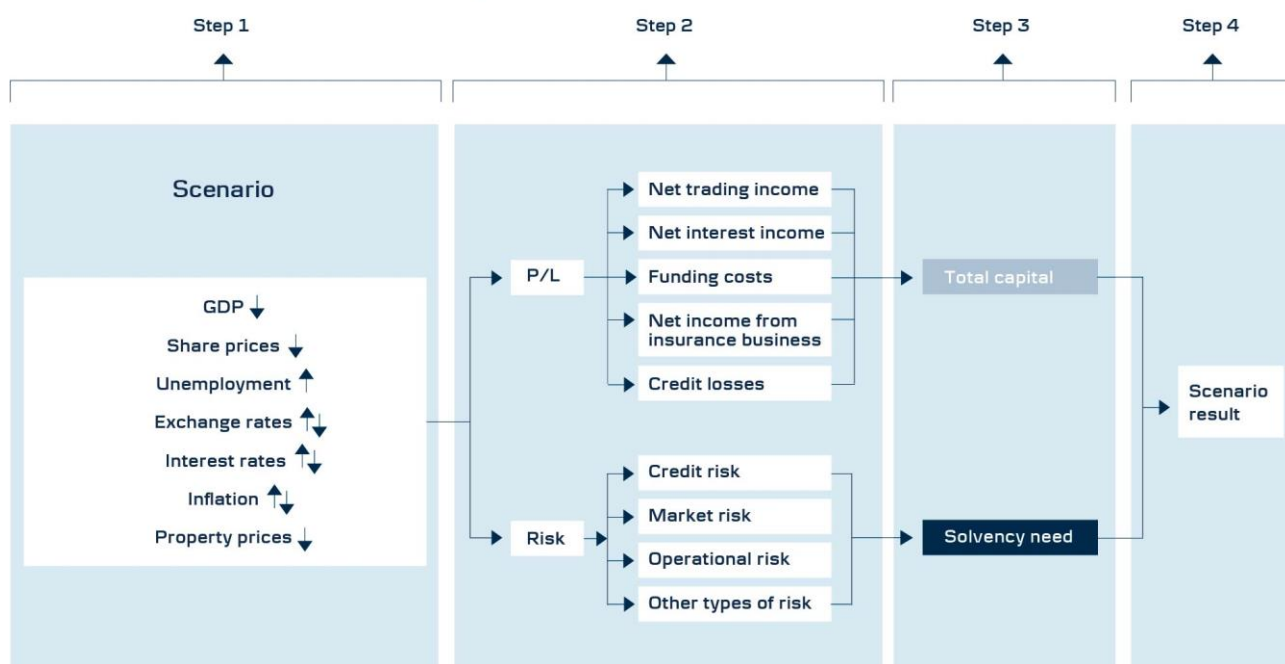 Step 1
Step 2
Step 3
Step 4
Scenario
GDP
Share prices
Unemployment
Exchange rates
Interest rates
Inflation
Property prices
P/L
Net trading income
Net interest income
Funding costs
Net income from
insurance business
Credit losses
Risk
Credit risk
Market risk
Operational risk
Other types of risk
Total capital
Solvency need
Scenario
result